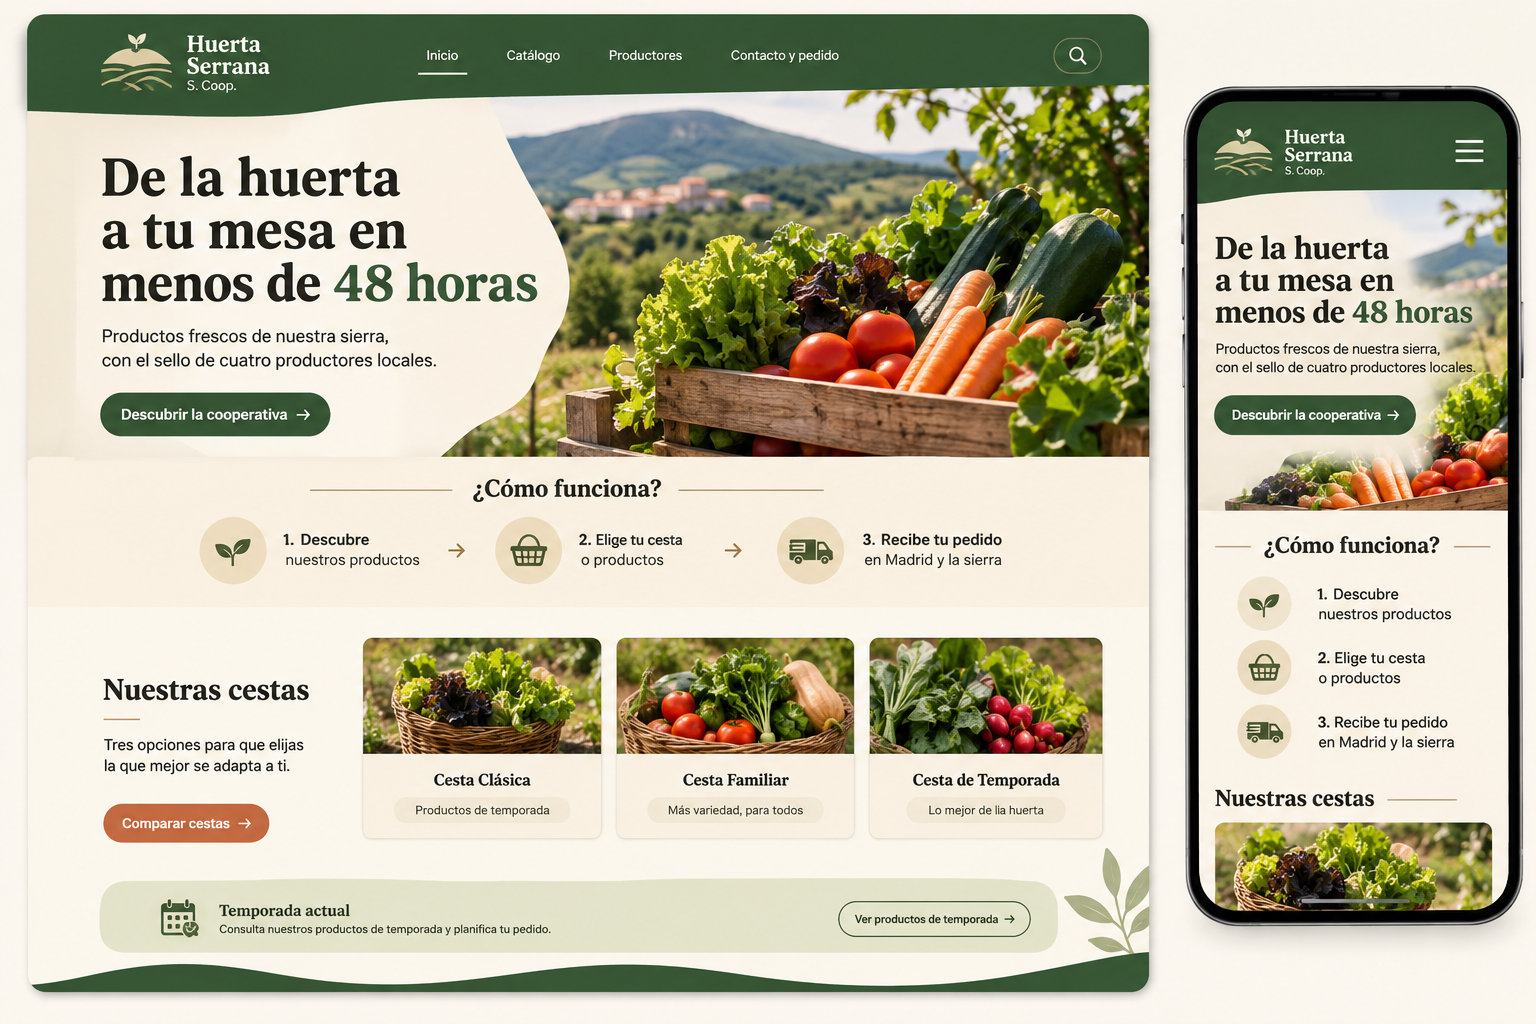 Huerta
Serrana
S. Coop.
Inicio
Catálogo
Productores
Contacto y pedido
De la huerta
a tu mesa en
menos de 48 horas
Productos frescos de nuestra sierra,
con el sello de cuatro productores locales.
Descubrir la cooperativa →
¿Cómo funciona?
1. Descubre
nuestros productos
→
2. Elige tu cesta
o productos
→
3. Recibe tu pedido
en Madrid y la sierra
Nuestras cestas
Tres opciones para que elijas
la que mejor se adapta a ti.
Comparar cestas →
Cesta Clásica
Productos de temporada
Cesta Familiar
Más variedad, para todos
Cesta de Temporada
Lo mejor de lia huerta
Temporada actual
Consulta nuestros productos de temporada y planifica tu pedido.
Ver productos de temporada →
Huerta
Serrana
S. Coop.
De la huerta
a tu mesa en
menos de 48 horas
Productos frescos de nuestra sierra,
con el sello de cuatro productores locales.
Descubrir la cooperativa →
¿Cómo funciona?
1. Descubre
nuestros productos
2. Elige tu cesta
o productos
3. Recibe tu pedido
en Madrid y la sierra
Nuestras cestas